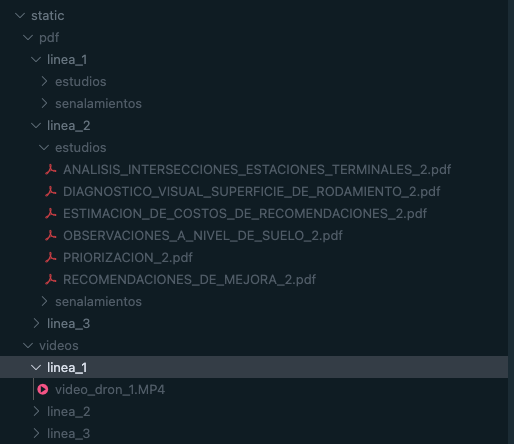 static
pdf
linea_1
estudios
senalamientos
linea_2
estudios
ANALISIS_INTERSECCIONES_ESTACIONES_TERMINALES_2.pdf
DIAGNOSTICO_VISUAL_SUPERFICIE_DE_RODAMIENTO_2.pdf
ESTIMACION_DE_COSTOS_DE_RECOMENDACIONES_2.pdf
OBSERVACIONES_A_NIVEL_DE_SUELO_2.pdf
PRIORIZACION_2.pdf
RECOMENDACIONES_DE_MEJORA_2.pdf
senalamientos
linea_3
videos
linea_1
video_dron_1.MP4
linea_2
linea_3